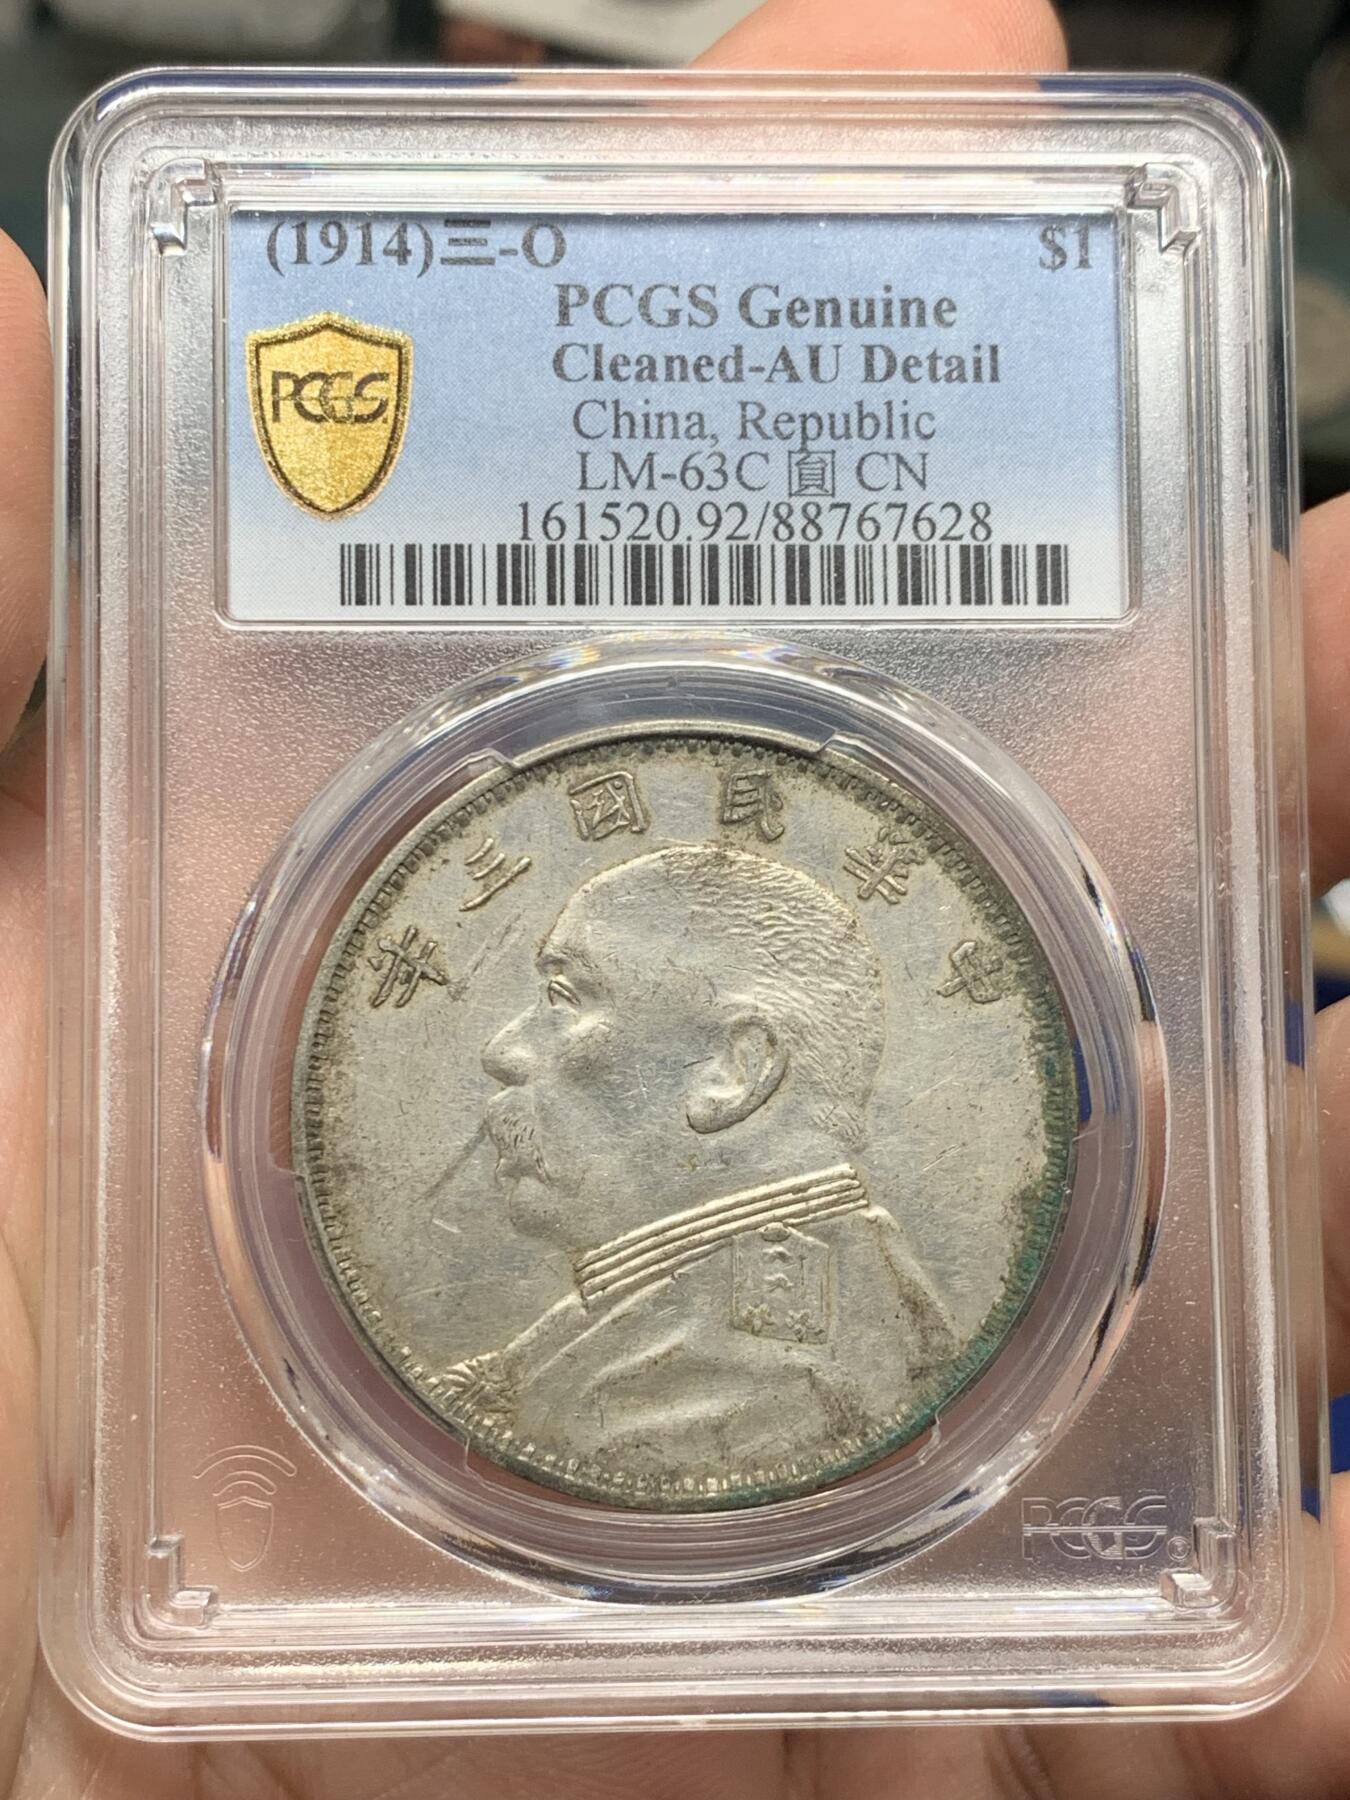 (1914)三-O $1
PCGS Genuine
Cleaned-AU Detail
China, Republic
LM-63C 圓 CN
161520.92/88767628
PCGS
年三國民華中
PCGS